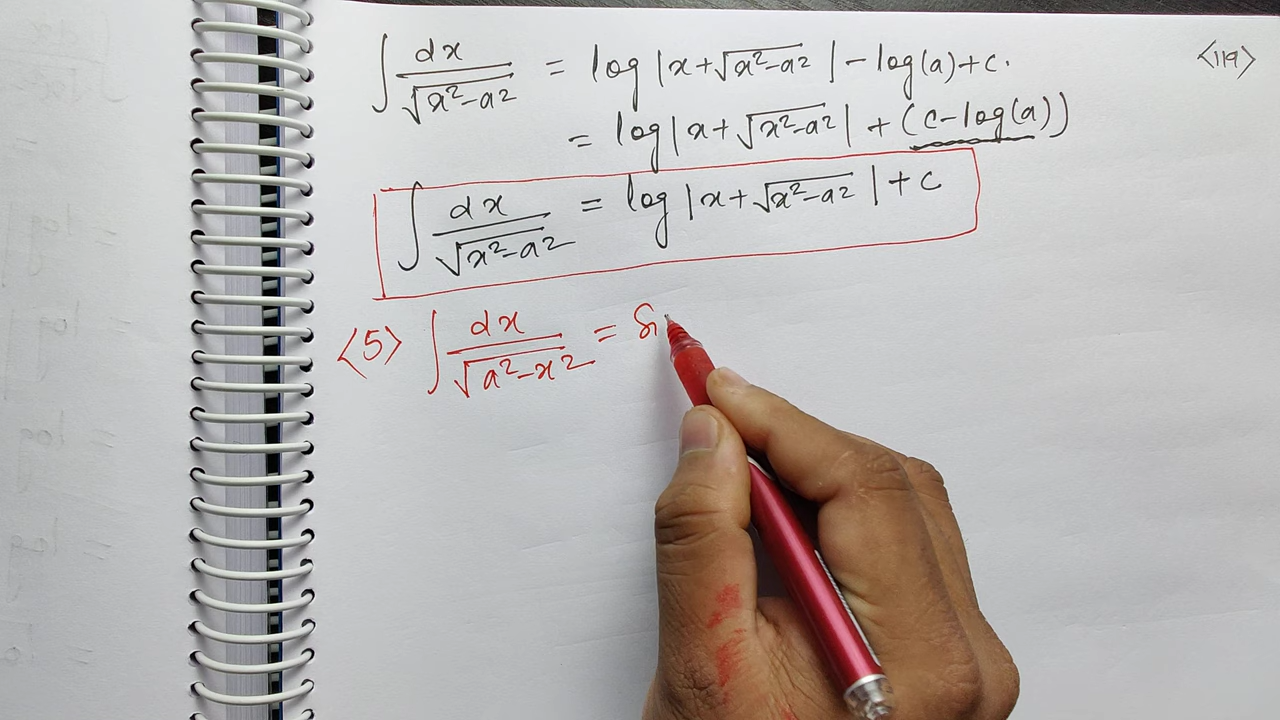 <119>
∫ dx / √(x²-a²) = log |x+√(x²-a²)| - log(a)+c.
= log|x+√(x²-a²)| + (c-log(a))
∫ dx / √(x²-a²) = log |x+√(x²-a²)| + c
<5> ∫ dx / √(a²-x²) = Si